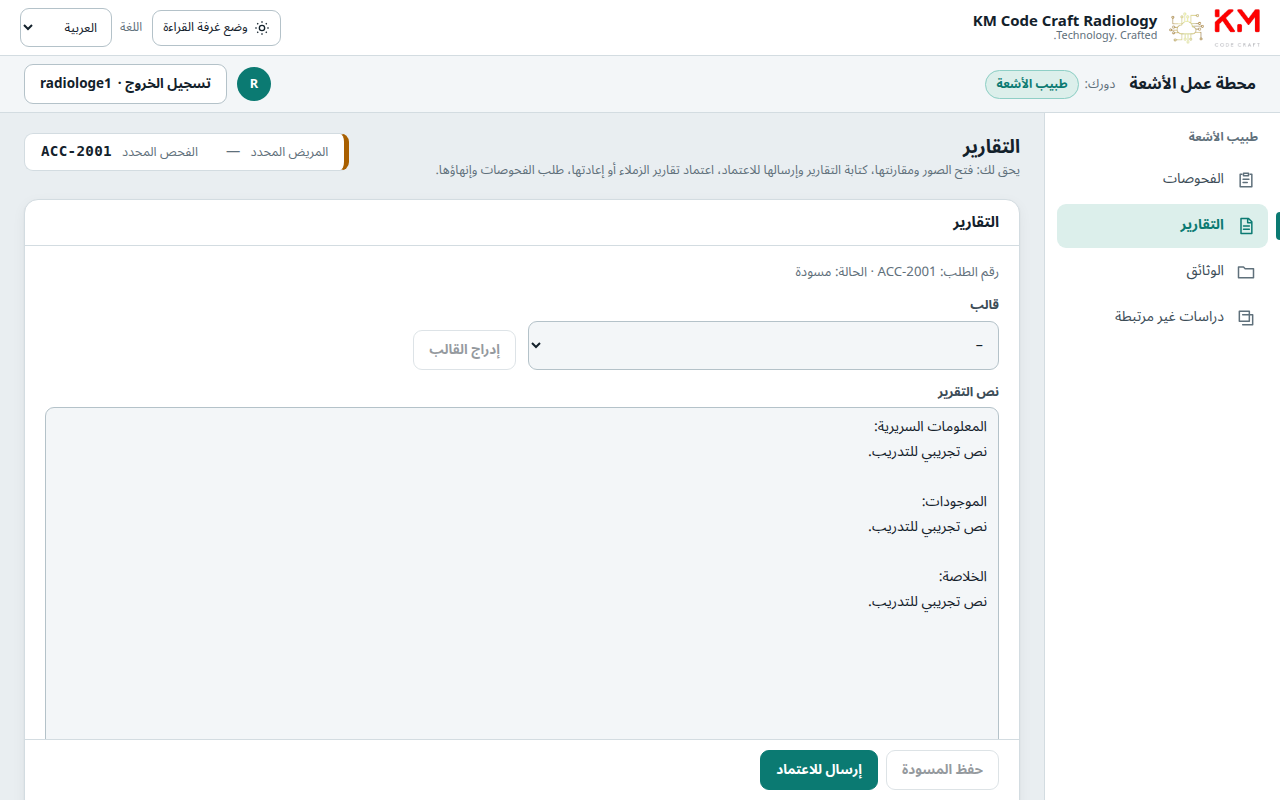 KM
CODE CRAFT
KM Code Craft Radiology
Technology. Crafted.
وضع غرفة القراءة
اللغة
العربية
محطة عمل الأشعة
دورك:
طبيب الأشعة
R
تسجيل الخروج · radiologe1
طبيب الأشعة
الفحوصات
التقارير
الوثائق
دراسات غير مرتبطة
التقارير
يحق لك: فتح الصور ومقارنتها، كتابة التقارير وإرسالها للاعتماد، اعتماد تقارير الزملاء أو إعادتها، طلب الفحوصات وإنهاؤها.
المريض المحدد —
الفحص المحدد ACC-2001
التقارير
رقم الطلب: ACC-2001 · الحالة: مسودة
قالب
–
إدراج القالب
نص التقرير
المعلومات السريرية:
نص تجريبي للتدريب.
الموجودات:
نص تجريبي للتدريب.
الخلاصة:
نص تجريبي للتدريب.
حفظ المسودة
إرسال للاعتماد